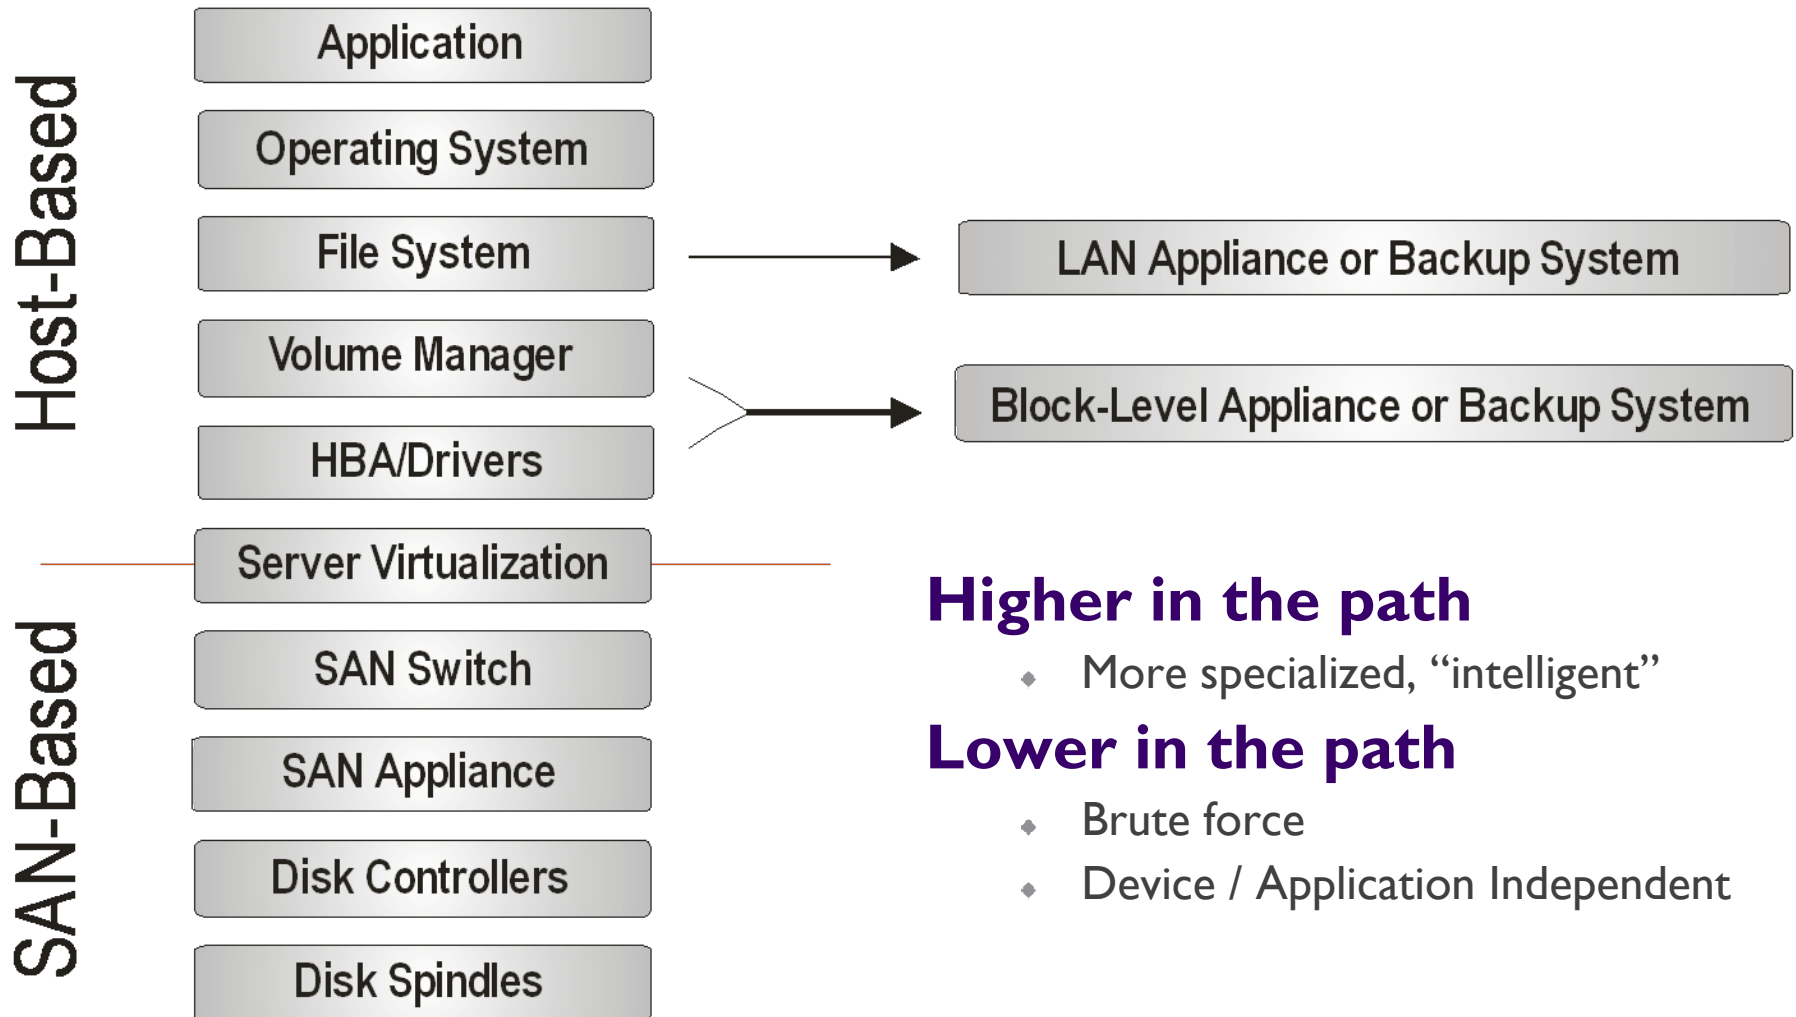 Host-Based
Application
Operating System
File System
Volume Manager
HBA/Drivers
Server Virtualization
SAN-Based
SAN Switch
SAN Appliance
Disk Controllers
Disk Spindles
LAN Appliance or Backup System
Block-Level Appliance or Backup System
Higher in the path
More specialized, “intelligent”
Lower in the path
Brute force
Device / Application Independent